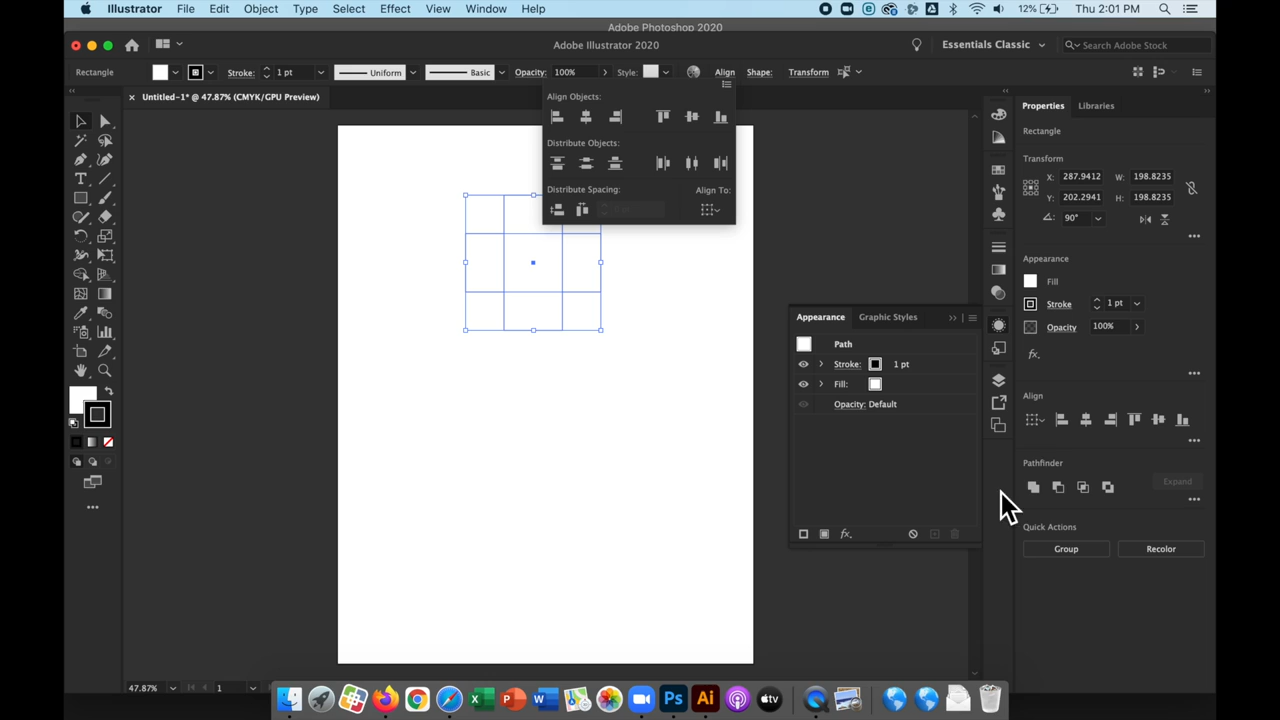 Illustrator File Edit Object Type Select Effect View Window Help
12% Thu 2:01 PM
Adobe Photoshop 2020
Adobe Illustrator 2020
Essentials Classic
Search Adobe Stock
Rectangle Stroke: 1 pt Uniform Basic Opacity: 100% Style: Align Shape: Transform
Untitled-1* @ 47.87% (CMYK/GPU Preview)
Align Objects:
Distribute Objects:
Distribute Spacing: Align To:
Properties Libraries
Rectangle
Transform
X: 287.9412 W: 198.8235
Y: 202.2941 H: 198.8235
90°
Appearance
Fill
Stroke 1 pt
Opacity 100%
fx.
Align
Pathfinder
Expand
Quick Actions
Group Recolor
Appearance Graphic Styles
Path
Stroke: 1 pt
Fill:
Opacity: Default
fx.
47.87% 1
X P W Ps Ai tv